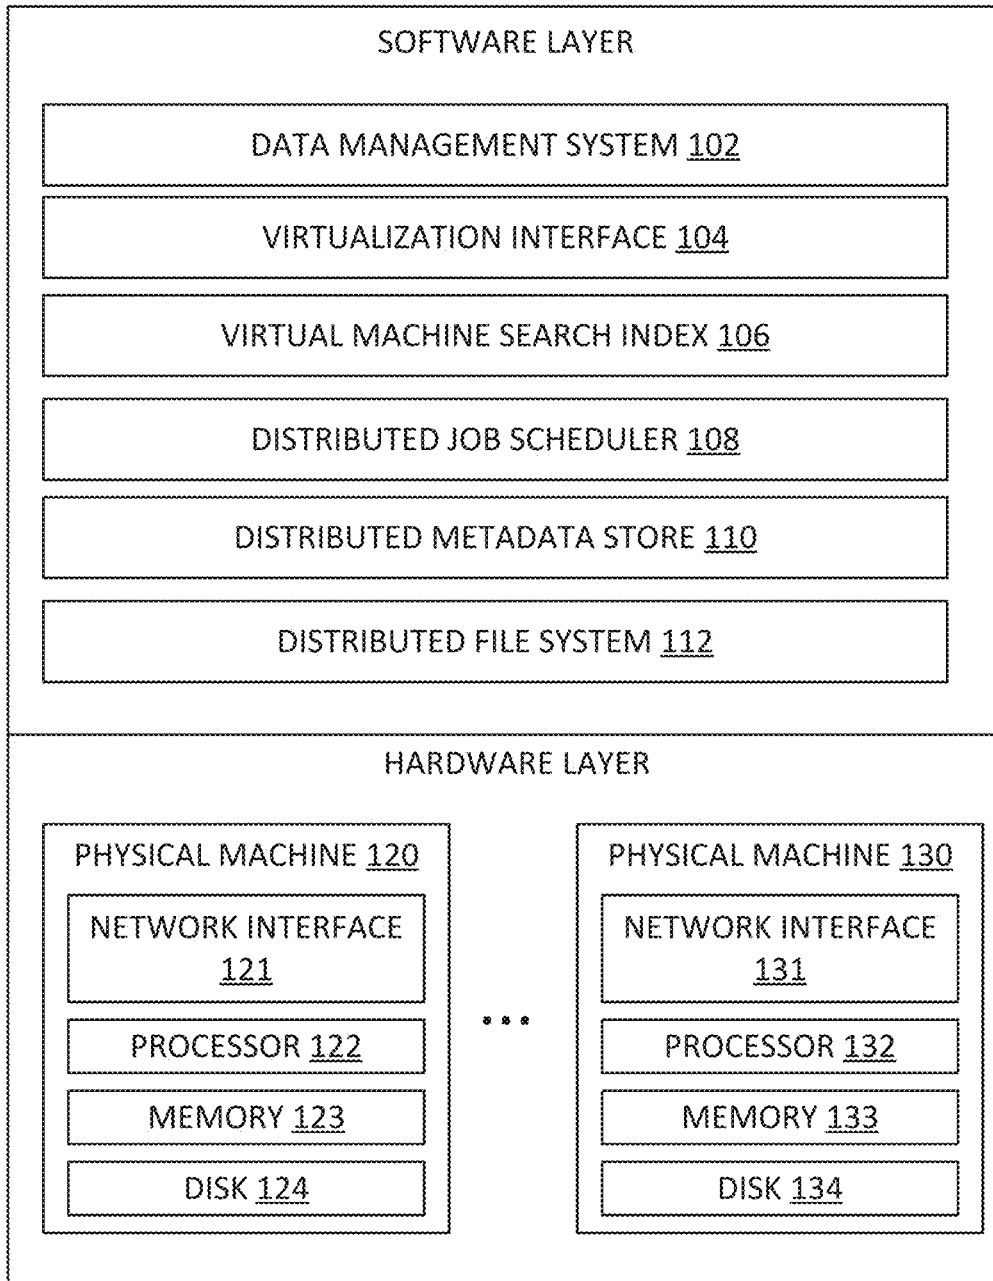 SOFTWARE LAYER
DATA MANAGEMENT SYSTEM 102
VIRTUALIZATION INTERFACE 104
VIRTUAL MACHINE SEARCH INDEX 106
DISTRIBUTED JOB SCHEDULER 108
DISTRIBUTED METADATA STORE 110
DISTRIBUTED FILE SYSTEM 112
HARDWARE LAYER
PHYSICAL MACHINE 120
NETWORK INTERFACE
121
PROCESSOR 122
MEMORY 123
DISK 124
...
PHYSICAL MACHINE 130
NETWORK INTERFACE
131
PROCESSOR 132
MEMORY 133
DISK 134